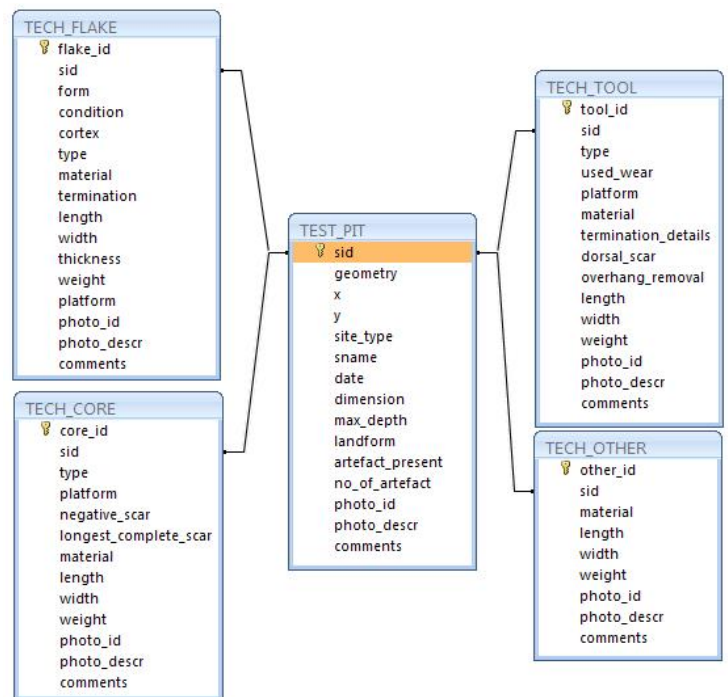 TECH_FLAKE
flake_id
sid
form
condition
cortex
type
material
termination
length
width
thickness
weight
platform
photo_id
photo_descr
comments
TECH_CORE
core_id
sid
type
platform
negative_scar
longest_complete_scar
material
length
width
weight
photo_id
photo_descr
comments
TEST_PIT
sid
geometry
x
y
site_type
sname
date
dimension
max_depth
landform
artefact_present
no_of_artefact
photo_id
photo_descr
comments
TECH_TOOL
tool_id
sid
type
used_wear
platform
material
termination_details
dorsal_scar
overhang_removal
length
width
weight
photo_id
photo_descr
comments
TECH_OTHER
other_id
sid
material
length
width
weight
photo_id
photo_descr
comments